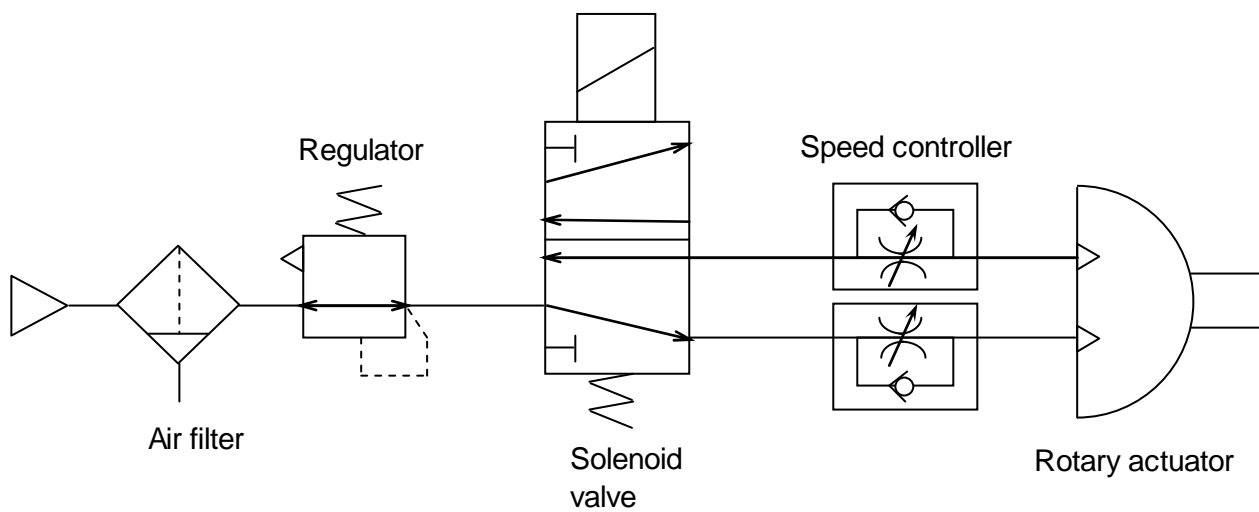 Regulator
Speed controller
Air filter
Solenoid
valve
Rotary actuator